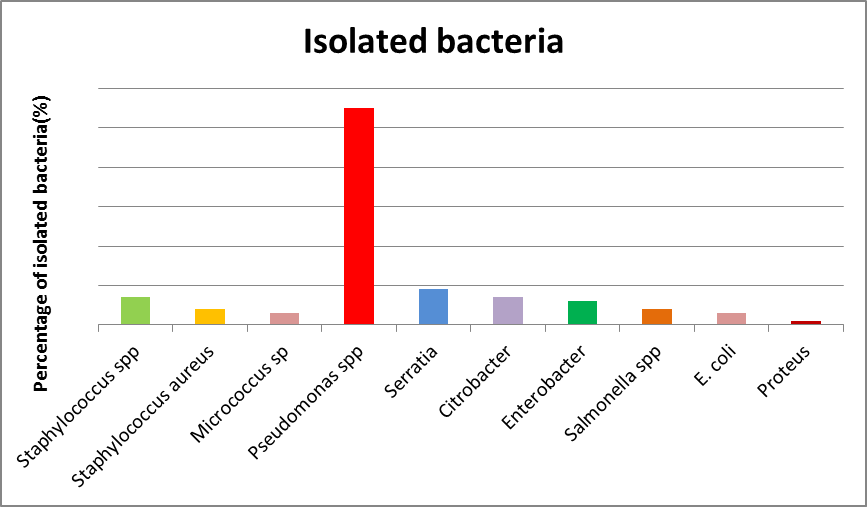 Isolated bacteria
Percentage of isolated bacteria(%)
Staphylococcus spp
Staphylococcus aureus
Micrococcus sp
Pseudomonas spp
Serratia
Citrobacter
Enterobacter
Salmonella spp
E. coli
Proteus